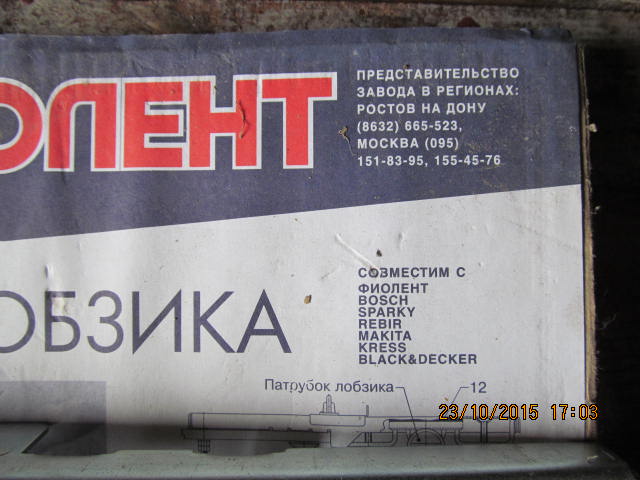 ОЛЕНТ
ПРЕДСТАВИТЕЛЬСТВО
ЗАВОДА В РЕГИОНАХ:
РОСТОВ НА ДОНУ
(8632) 665-523,
МОСКВА (095)
151-83-95, 155-45-76
ОБЗИКА
СОВМЕСТИМ С
ФИОЛЕНТ
BOSCH
SPARKY
REBIR
MAKITA
KRESS
BLACK&DECKER
Патрубок лобзика 12
23/10/2015 17:03